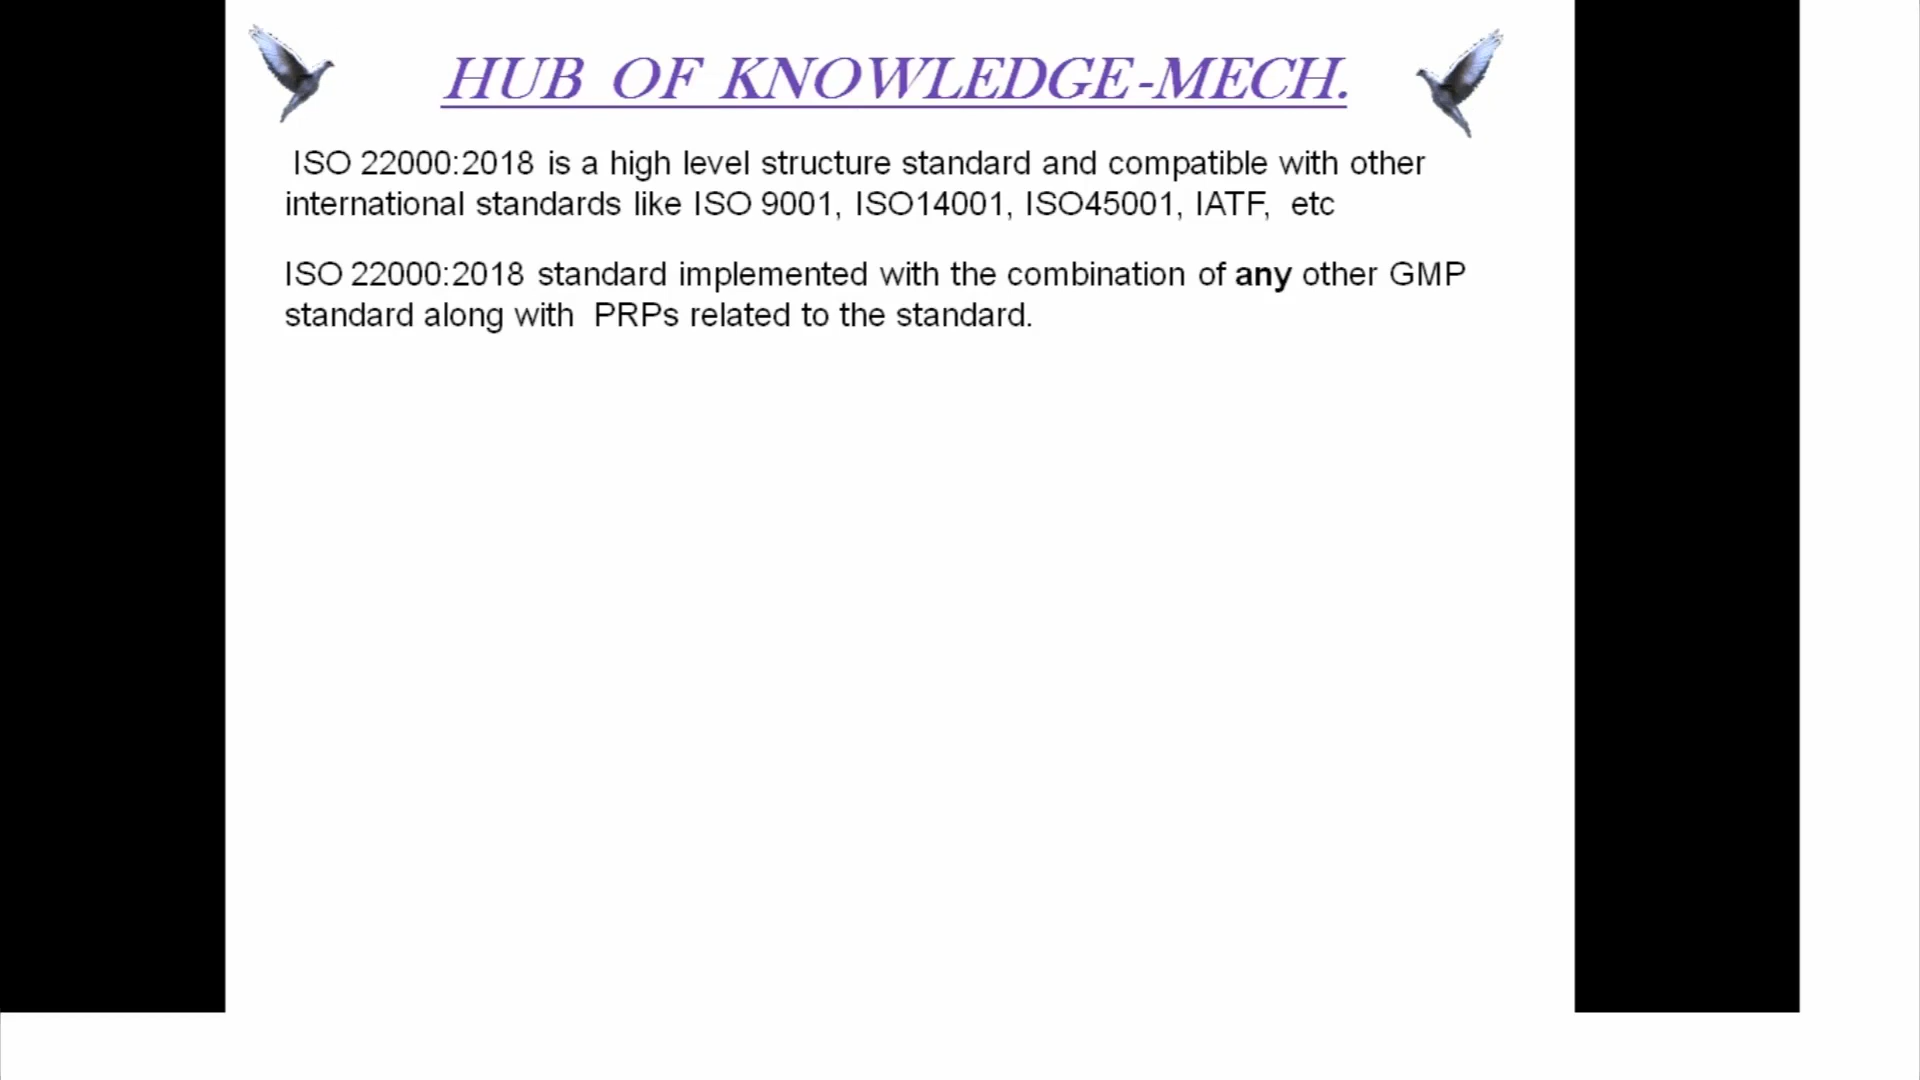 HUB OF KNOWLEDGE-MECH.
ISO 22000:2018 is a high level structure standard and compatible with other
international standards like ISO 9001, ISO14001, ISO45001, IATF, etc
ISO 22000:2018 standard implemented with the combination of any other GMP
standard along with PRPs related to the standard.